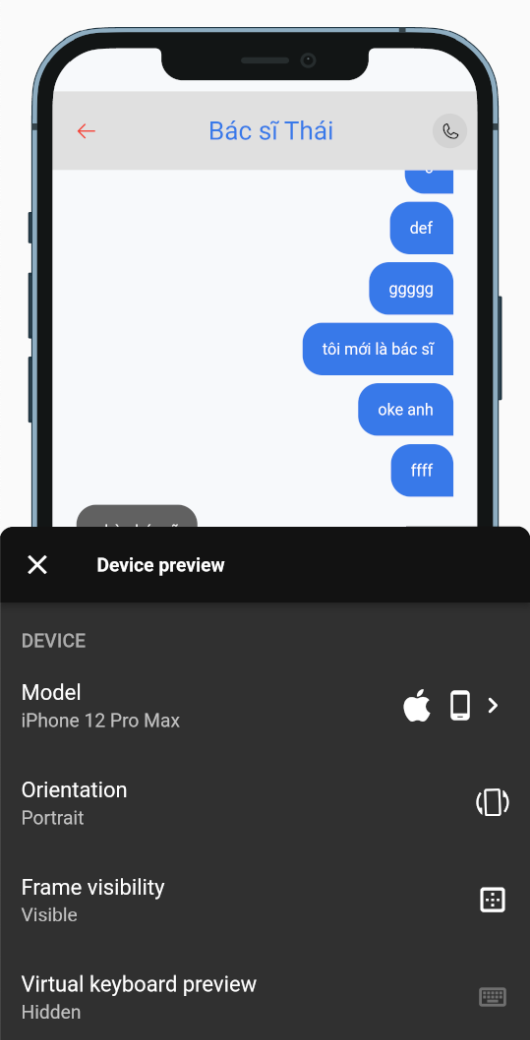 Bác sĩ Thái
def
ggggg
tôi mới là bác sĩ
oke anh
ffff
Device preview
DEVICE
Model
iPhone 12 Pro Max
Orientation
Portrait
Frame visibility
Visible
Virtual keyboard preview
Hidden